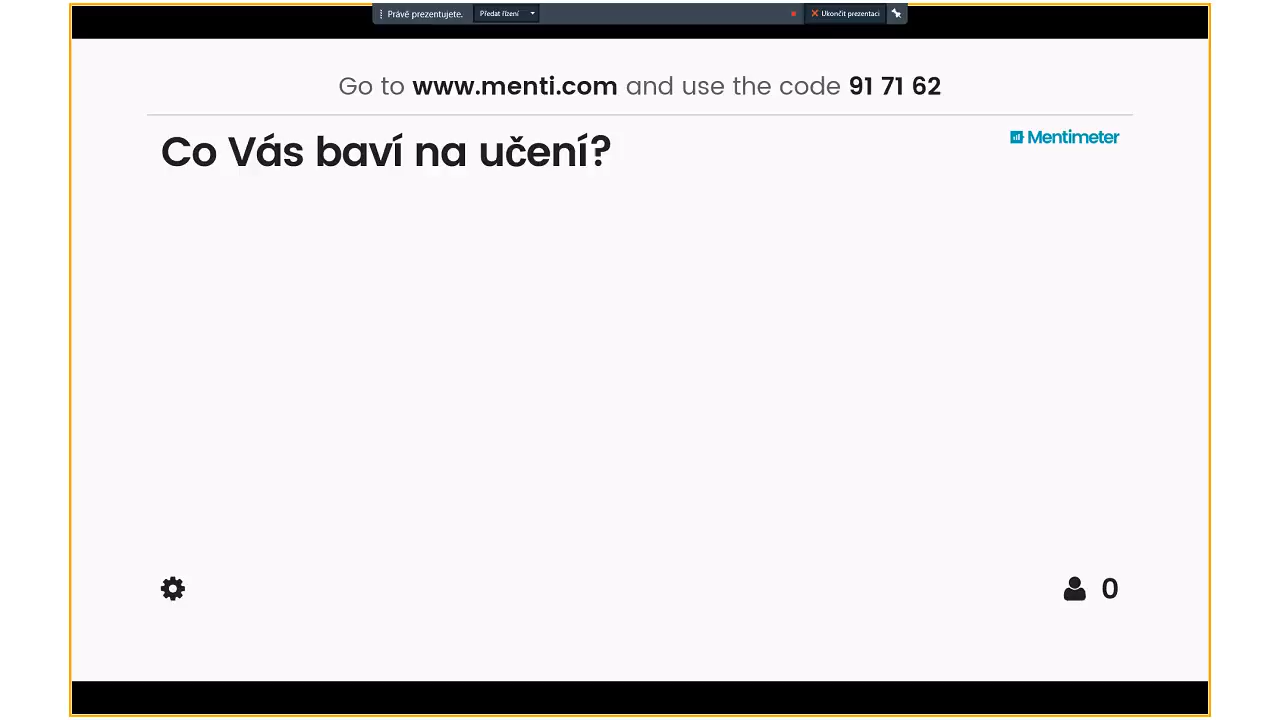 Právě prezentujete. Předat řízení Ukončit prezentaci
Go to www.menti.com and use the code 91 71 62
Co Vás baví na učení?
Mentimeter
0